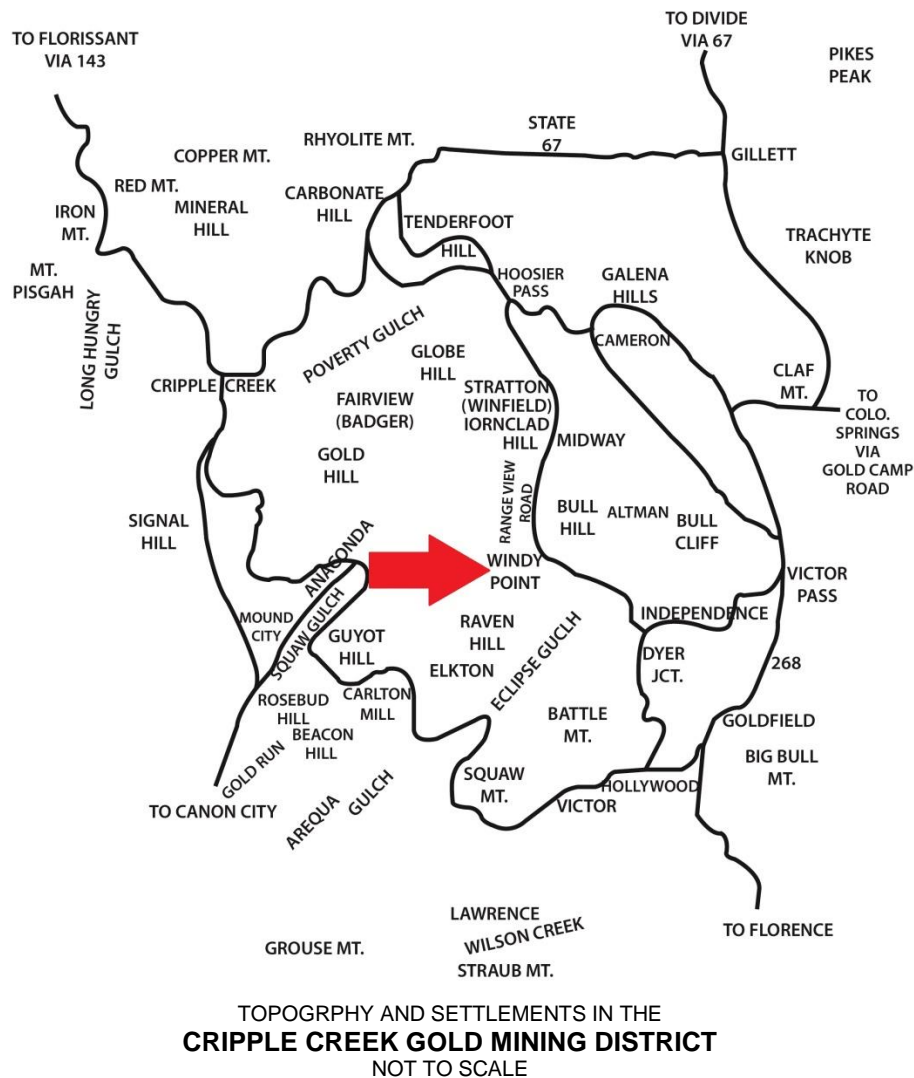 TO FLORISSANT
VIA 143
TO DIVIDE
VIA 67
PIKES
PEAK
STATE
67
RHYOLITE MT.
COPPER MT.
GILLETT
RED MT.
CARBONATE
HILL
MINERAL
HILL
IRON
MT.
TENDERFOOT
HILL
TRACHYTE
KNOB
MT.
PISGAH
HOOSIER
PASS
GALENA
HILLS
LONG HUNGRY
GULCH
POVERTY GULCH
CAMERON
GLOBE
HILL
CRIPPLE CREEK
CLAF
MT.
FAIRVIEW
(BADGER)
STRATTON
(WINFIELD)
IORNCLAD
HILL
TO
COLO.
SPRINGS
VIA
GOLD CAMP
ROAD
MIDWAY
GOLD
HILL
RANGE VIEW
ROAD
SIGNAL
HILL
BULL
HILL
ALTMAN
BULL
CLIFF
ANACONDA
WINDY
POINT
VICTOR
PASS
MOUND
CITY
SQUAW GULCH
INDEPENDENCE
RAVEN
HILL
GUYOT
HILL
ECLIPSE GUCLH
DYER
JCT.
268
ELKTON
ROSEBUD
HILL
CARLTON
MILL
BATTLE
MT.
GOLDFIELD
BEACON
HILL
BIG BULL
MT.
GOLD RUN
SQUAW
MT.
HOLLYWOOD
VICTOR
TO CANON CITY
AREQUA
GULCH
LAWRENCE
WILSON CREEK
TO FLORENCE
GROUSE MT.
STRAUB MT.
TOPOGRPHY AND SETTLEMENTS IN THE
CRIPPLE CREEK GOLD MINING DISTRICT
NOT TO SCALE